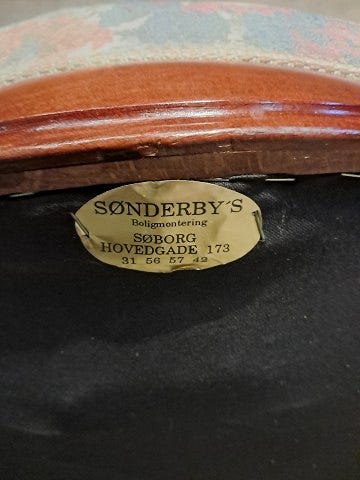 SØNDERBY'S
Boligmontering
SØBORG
HOVEDGADE 173
31 56 57 42